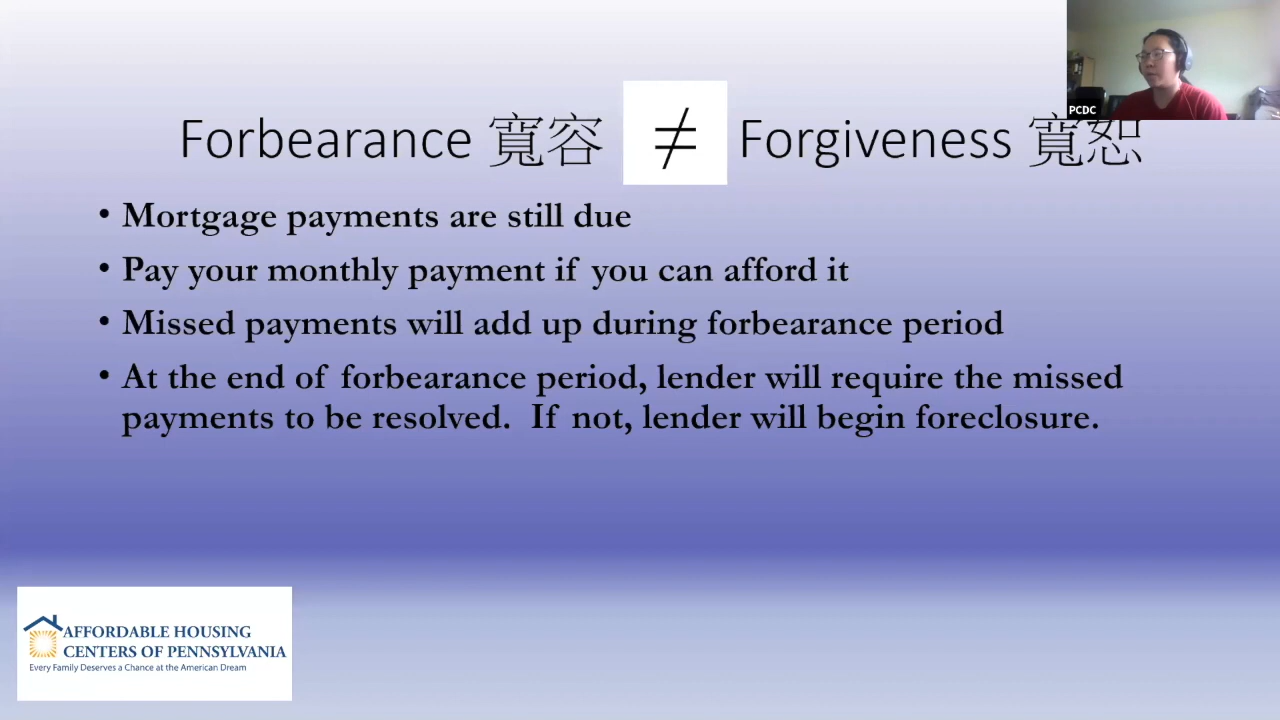 PCDC
Forbearance 寬容 ≠ Forgiveness 寬恕
• Mortgage payments are still due
• Pay your monthly payment if you can afford it
• Missed payments will add up during forbearance period
• At the end of forbearance period, lender will require the missed
payments to be resolved. If not, lender will begin foreclosure.
AFFORDABLE HOUSING
CENTERS OF PENNSYLVANIA
Every Family Deserves a Chance at the American Dream